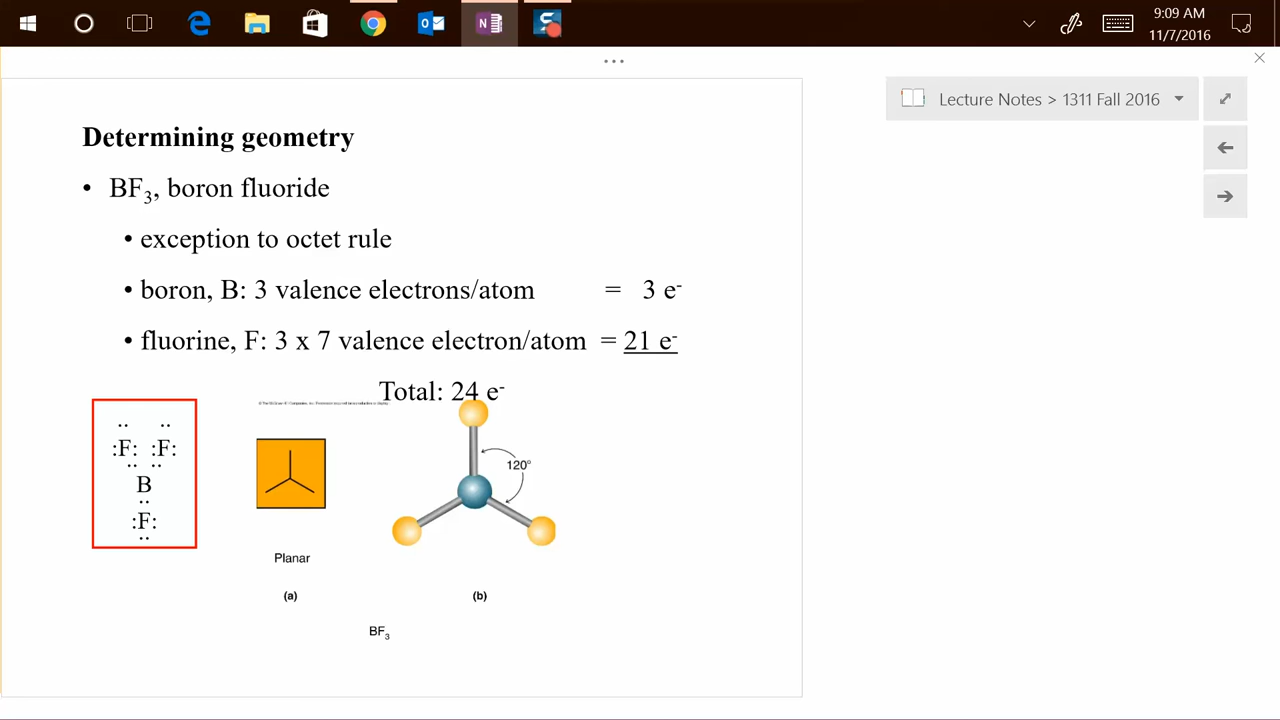 9:09 AM
11/7/2016
Lecture Notes > 1311 Fall 2016
Determining geometry
• BF₃, boron fluoride
• exception to octet rule
• boron, B: 3 valence electrons/atom = 3 e⁻
• fluorine, F: 3 x 7 valence electron/atom = 21 e⁻
Total: 24 e⁻
:F: :F:
B
:F:
120°
Planar
(a) (b)
BF₃